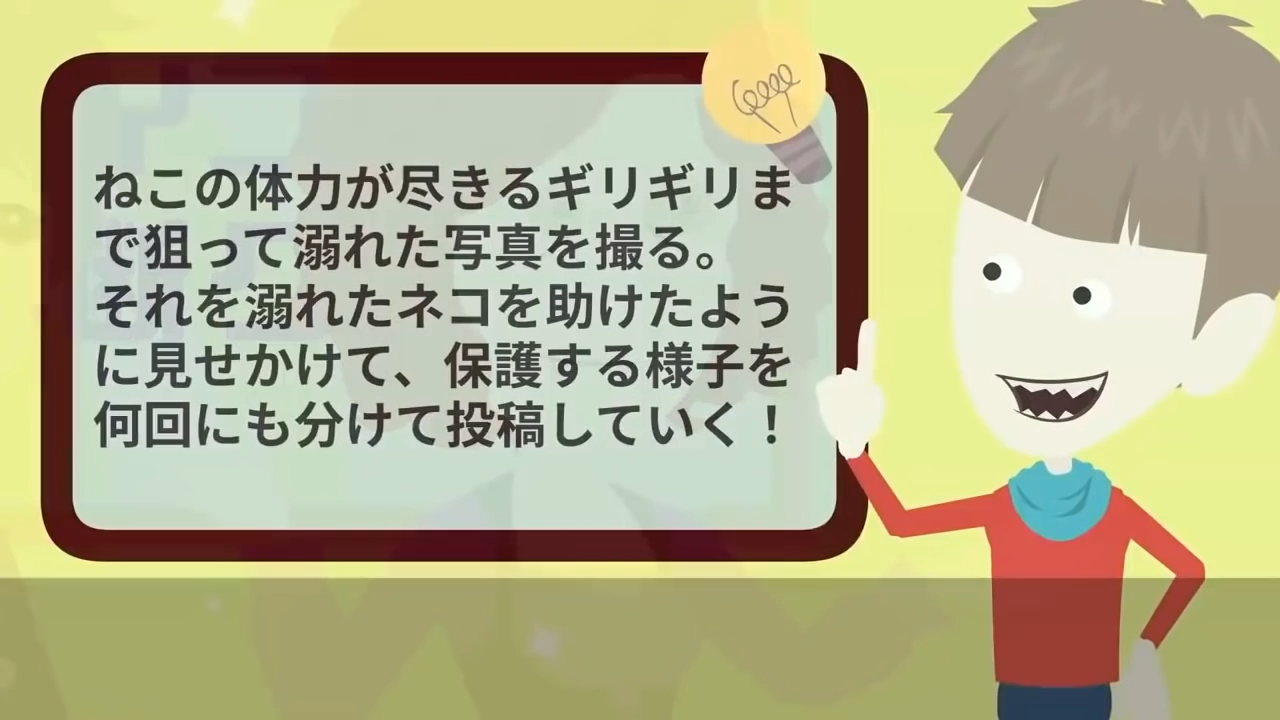 ねこの体力が尽きるギリギリま
で狙って溺れた写真を撮る。
それを溺れたネコを助けたよう
に見せかけて、保護する様子を
何回にも分けて投稿していく！